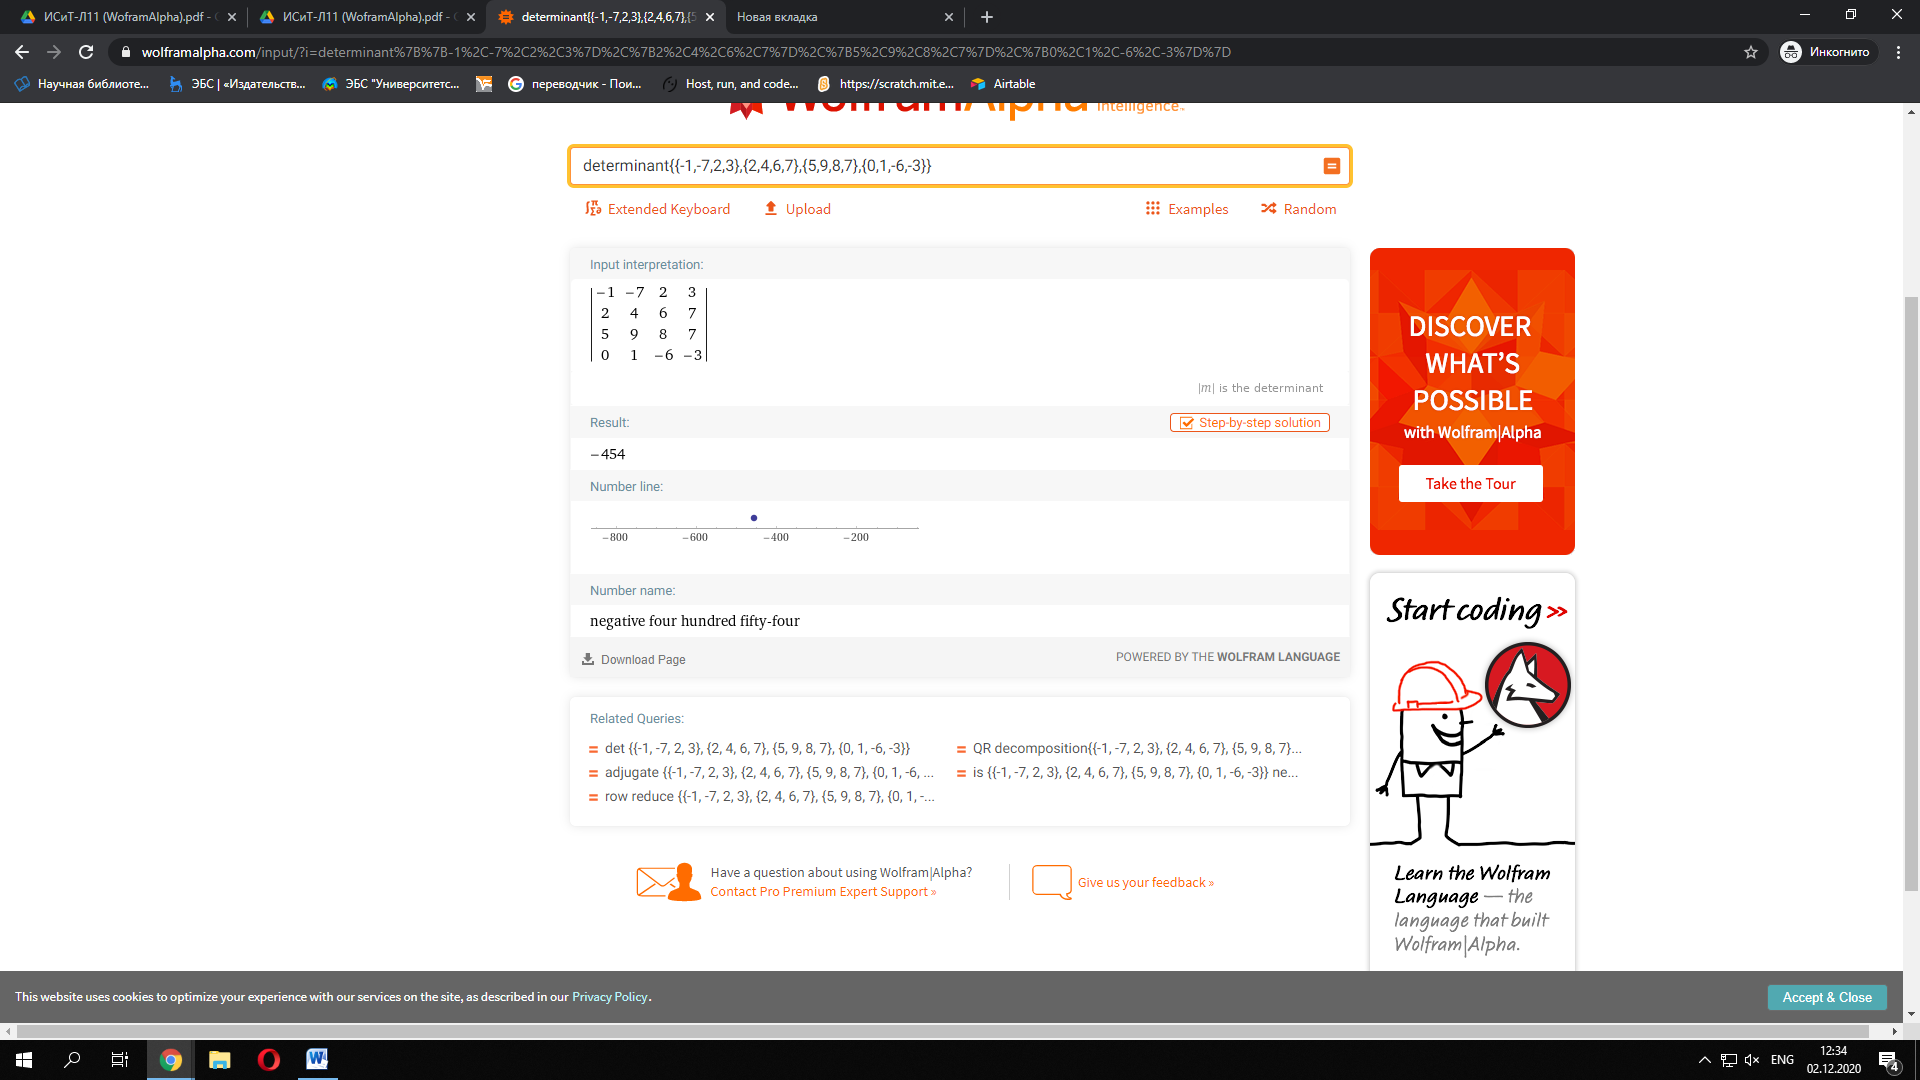 ИСиТ-Л11 (WoframAlpha).pdf -
ИСиТ-Л11 (WoframAlpha).pdf -
determinant{{-1,-7,2,3},{2,4,6,7},{5
Новая вкладка
wolframalpha.com/input/?i=determinant%7B%7B-1%2C-7%2C2%2C3%7D%2C%7B2%2C4%2C6%2C7%7D%2C%7B5%2C9%2C8%2C7%7D%2C%7B0%2C1%2C-6%2C-3%7D%7D
Инкогнито
Научная библиоте...
ЭБС | «Издательств...
ЭБС "Университетс...
переводчик - Пои...
Host, run, and code...
https://scratch.mit.e...
Airtable
WolframAlpha intelligence™
determinant{{-1,-7,2,3},{2,4,6,7},{5,9,8,7},{0,1,-6,-3}}
Extended Keyboard
Upload
Examples
Random
Input interpretation:
−1 −7 2 3
2 4 6 7
5 9 8 7
0 1 −6 −3
|m| is the determinant
Result:
Step-by-step solution
−454
Number line:
−800 −600 −400 −200
Number name:
negative four hundred fifty-four
Download Page
POWERED BY THE WOLFRAM LANGUAGE
Related Queries:
= det {{-1, -7, 2, 3}, {2, 4, 6, 7}, {5, 9, 8, 7}, {0, 1, -6, -3}}
= QR decomposition{{-1, -7, 2, 3}, {2, 4, 6, 7}, {5, 9, 8, 7}...
= adjugate {{-1, -7, 2, 3}, {2, 4, 6, 7}, {5, 9, 8, 7}, {0, 1, -6, ...
= is {{-1, -7, 2, 3}, {2, 4, 6, 7}, {5, 9, 8, 7}, {0, 1, -6, -3}} ne...
= row reduce {{-1, -7, 2, 3}, {2, 4, 6, 7}, {5, 9, 8, 7}, {0, 1, -...
Have a question about using Wolfram|Alpha?
Contact Pro Premium Expert Support »
Give us your feedback »
DISCOVER
WHAT'S
POSSIBLE
with Wolfram|Alpha
Take the Tour
Start coding »
Learn the Wolfram
Language — the
language that built
Wolfram|Alpha.
This website uses cookies to optimize your experience with our services on the site, as described in our Privacy Policy.
Accept & Close
ENG
12:34
02.12.2020
4